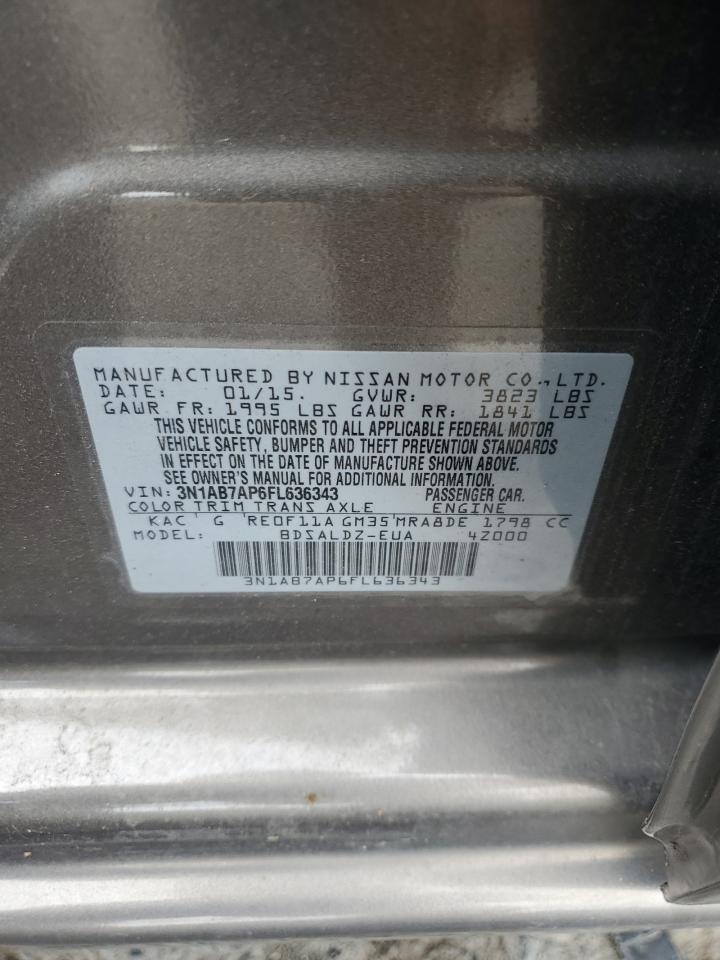 MANUFACTURED BY NISSAN MOTOR CO., LTD.
DATE: 01/15. GVWR: 3823 LBS
GAWR FR: 1995 LBS GAWR RR: 1841 LBS
THIS VEHICLE CONFORMS TO ALL APPLICABLE FEDERAL MOTOR
VEHICLE SAFETY, BUMPER AND THEFT PREVENTION STANDARDS
IN EFFECT ON THE DATE OF MANUFACTURE SHOWN ABOVE.
SEE OWNER'S MANUAL FOR ADDITIONAL INFORMATION.
VIN: 3N1AB7AP6FL636343 PASSENGER CAR.
COLOR TRIM TRANS AXLE ENGINE
KAC G RE0F11A GM35 MRA8DE 1798 CC
MODEL: BDSALDZ-EUA 4Z000
3N1AB7AP6FL636343